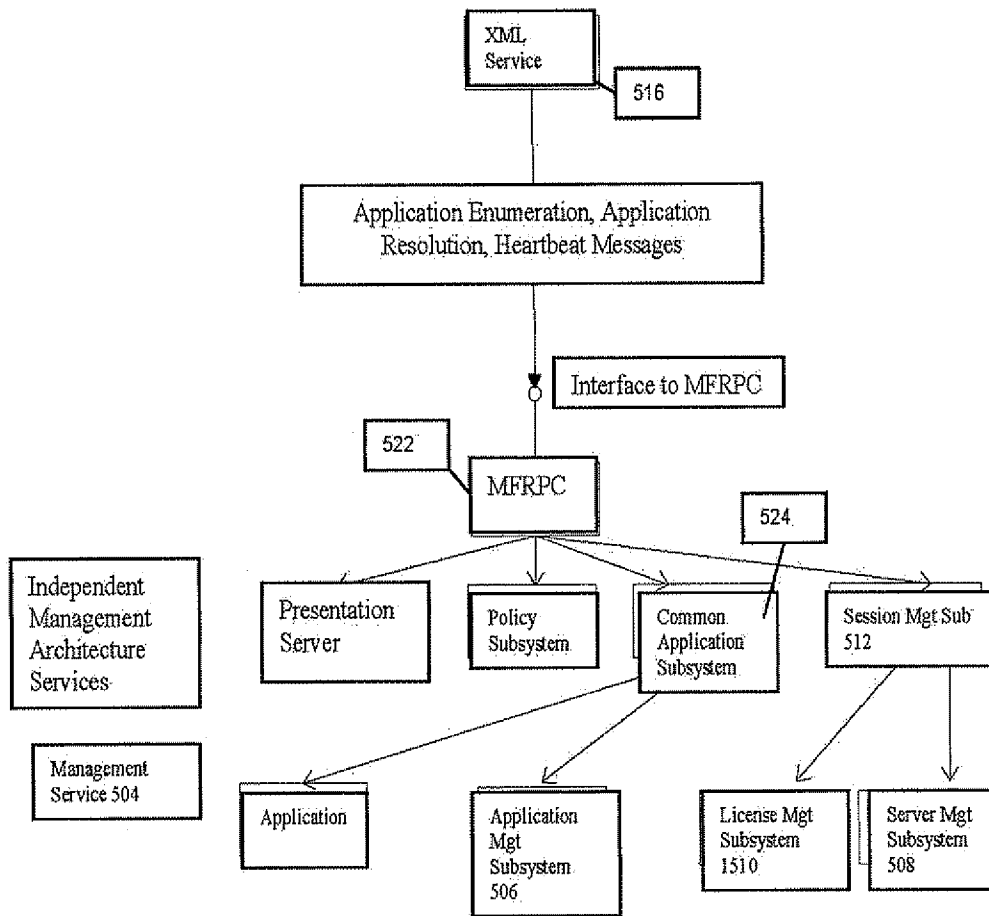 XML
Service
516
Application Enumeration, Application
Resolution, Heartbeat Messages
Interface to MFRPC
522
MFRPC
524
Independent
Management
Architecture
Services
Presentation
Server
Policy
Subsystem
Common
Application
Subsystem
Session Mgt Sub
512
Management
Service 504
Application
Application
Mgt
Subsystem
506
License Mgt
Subsystem
1510
Server Mgt
Subsystem
508